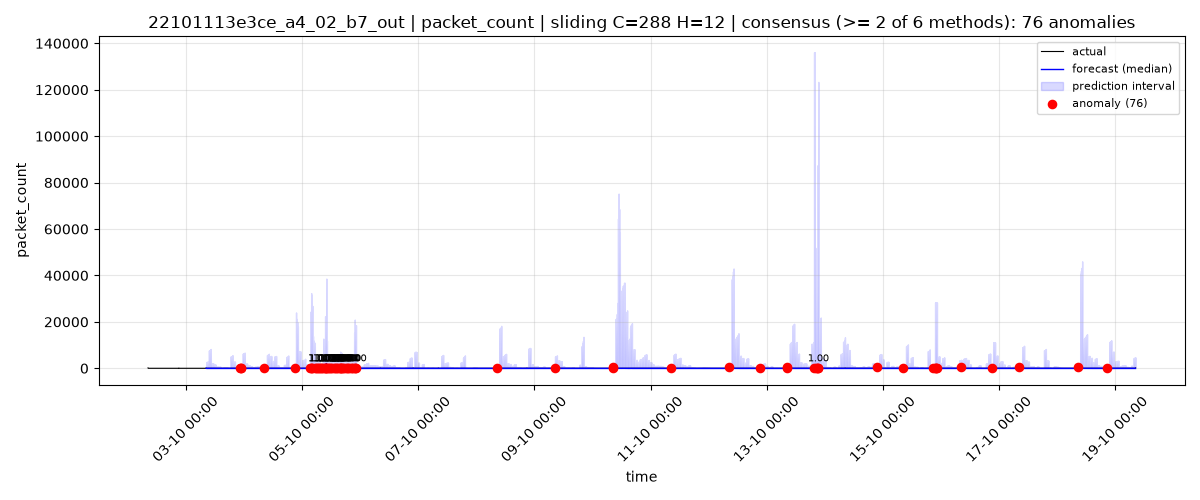 22101113e3ce_a4_02_b7_out | packet_count | sliding C=288 H=12 | consensus (>= 2 of 6 methods): 76 anomalies
140000
120000
100000
80000
60000
40000
20000
0
packet_count
actual
forecast (median)
prediction interval
anomaly (76)
1.00
03-10 00:00
05-10 00:00
07-10 00:00
09-10 00:00
11-10 00:00
13-10 00:00
15-10 00:00
17-10 00:00
19-10 00:00
time